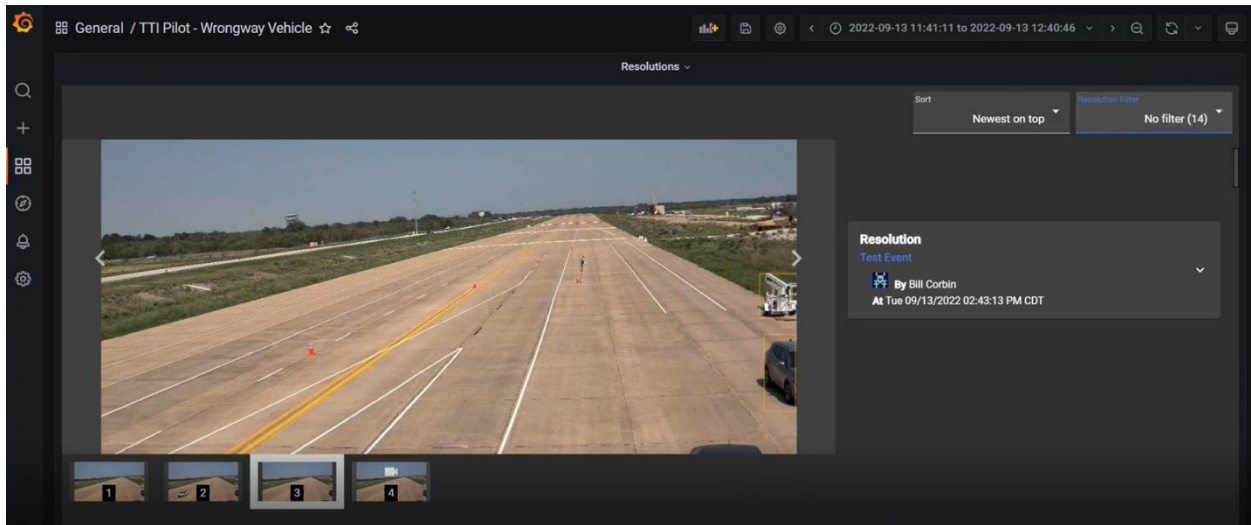 General / TTI Pilot - Wrongway Vehicle
2022-09-13 11:41:11 to 2022-09-13 12:40:46
Resolutions
Sort
Newest on top
Resolution Filter
No filter (14)
Resolution
Test Event
By Bill Corbin
At Tue 09/13/2022 02:43:13 PM CDT
1
2
3
4